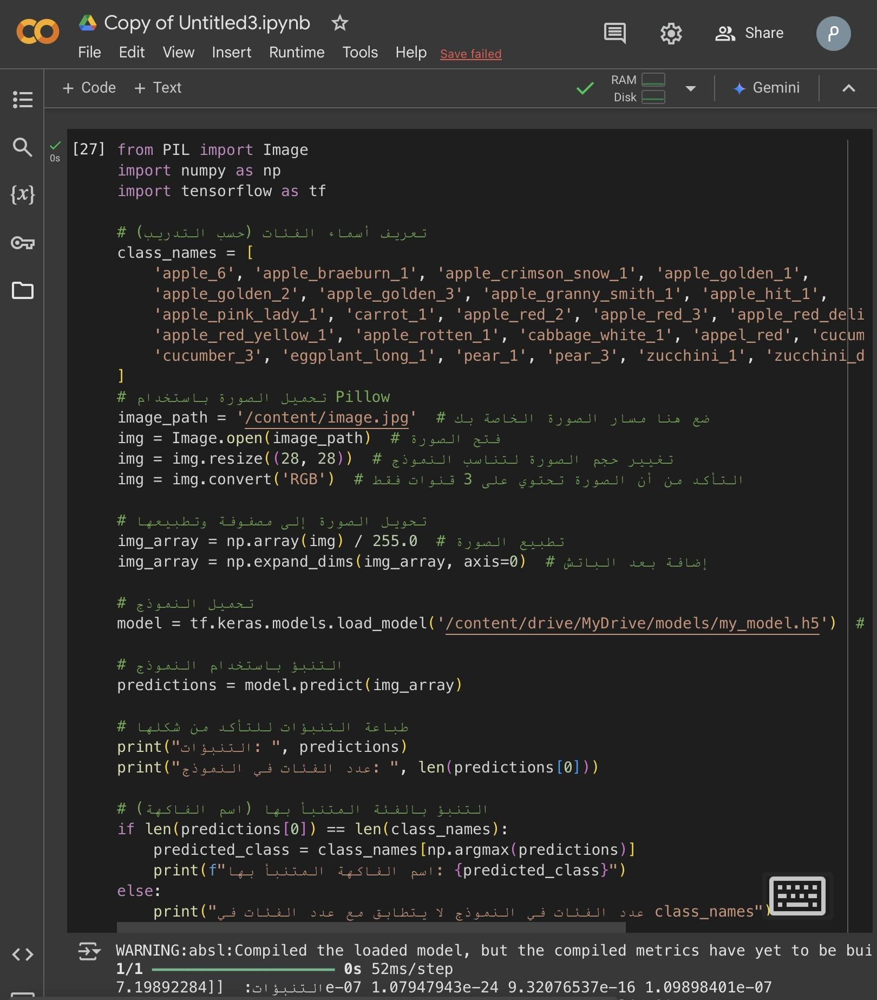 Copy of Untitled3.ipynb
File Edit View Insert Runtime Tools Help Save failed
Share
+ Code + Text
RAM
Disk
Gemini
[27]
0s
from PIL import Image
import numpy as np
import tensorflow as tf
# تعريف أسماء الفئات (حسب التدريب)
class_names = [
'apple_6', 'apple_braeburn_1', 'apple_crimson_snow_1', 'apple_golden_1',
'apple_golden_2', 'apple_golden_3', 'apple_granny_smith_1', 'apple_hit_1',
'apple_pink_lady_1', 'carrot_1', 'apple_red_2', 'apple_red_3', 'apple_red_deli
'apple_red_yellow_1', 'apple_rotten_1', 'cabbage_white_1', 'appel_red', 'cucum
'cucumber_3', 'eggplant_long_1', 'pear_1', 'pear_3', 'zucchini_1', 'zucchini_d
]
# تحميل الصورة باستخدام Pillow
image_path = '/content/image.jpg' # ضع هنا مسار الصورة الخاصة بك
img = Image.open(image_path) # فتح الصورة
img = img.resize((28, 28)) # تغيير حجم الصورة لتناسب النموذج
img = img.convert('RGB') # التأكد من أن الصورة تحتوي على 3 قنوات فقط
# تحويل الصورة إلى مصفوفة وتطبيعها
img_array = np.array(img) / 255.0 # تطبيع الصورة
img_array = np.expand_dims(img_array, axis=0) # إضافة بعد الباتش
# تحميل النموذج
model = tf.keras.models.load_model('/content/drive/MyDrive/models/my_model.h5') #
# التنبؤ باستخدام النموذج
predictions = model.predict(img_array)
# طباعة التنبؤات للتأكد من شكلها
print("التنبؤات: ", predictions)
print("عدد الفئات في النموذج: ", len(predictions[0]))
# التنبؤ بالفئة المتنبأ بها (اسم الفاكهة)
if len(predictions[0]) == len(class_names):
predicted_class = class_names[np.argmax(predictions)]
print(f"اسم الفاكهة المتنبأ بها: {predicted_class}")
else:
print("عدد الفئات في النموذج لا يتطابق مع عدد الفئات في class_names")
WARNING:absl:Compiled the loaded model, but the compiled metrics have yet to be bui
1/1 0s 52ms/step
التنبؤات: [[7.19892284e-07 1.07947943e-24 9.32076537e-16 1.09898401e-07